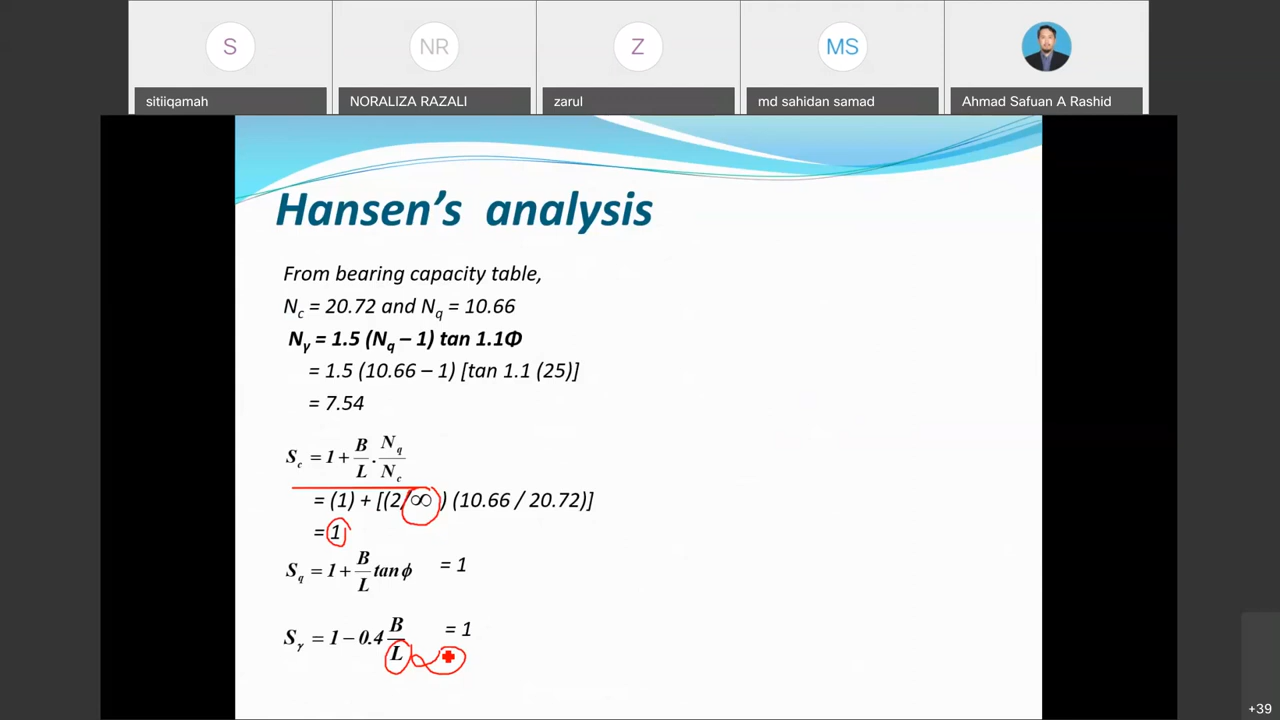 S NR Z MS
sitiiqamah NORALIZA RAZALI zarul md sahidan samad Ahmad Safuan A Rashid
Hansen's analysis
From bearing capacity table,
Nc = 20.72 and Nq = 10.66
Nγ = 1.5 (Nq – 1) tan 1.1Φ
= 1.5 (10.66 – 1) [tan 1.1 (25)]
= 7.54
Sc = 1 + B/L . Nq/Nc
= (1) + [(2/∞ ) (10.66 / 20.72)]
= 1
Sq = 1 + B/L tan ϕ = 1
Sγ = 1 – 0.4 B/L = 1
+39